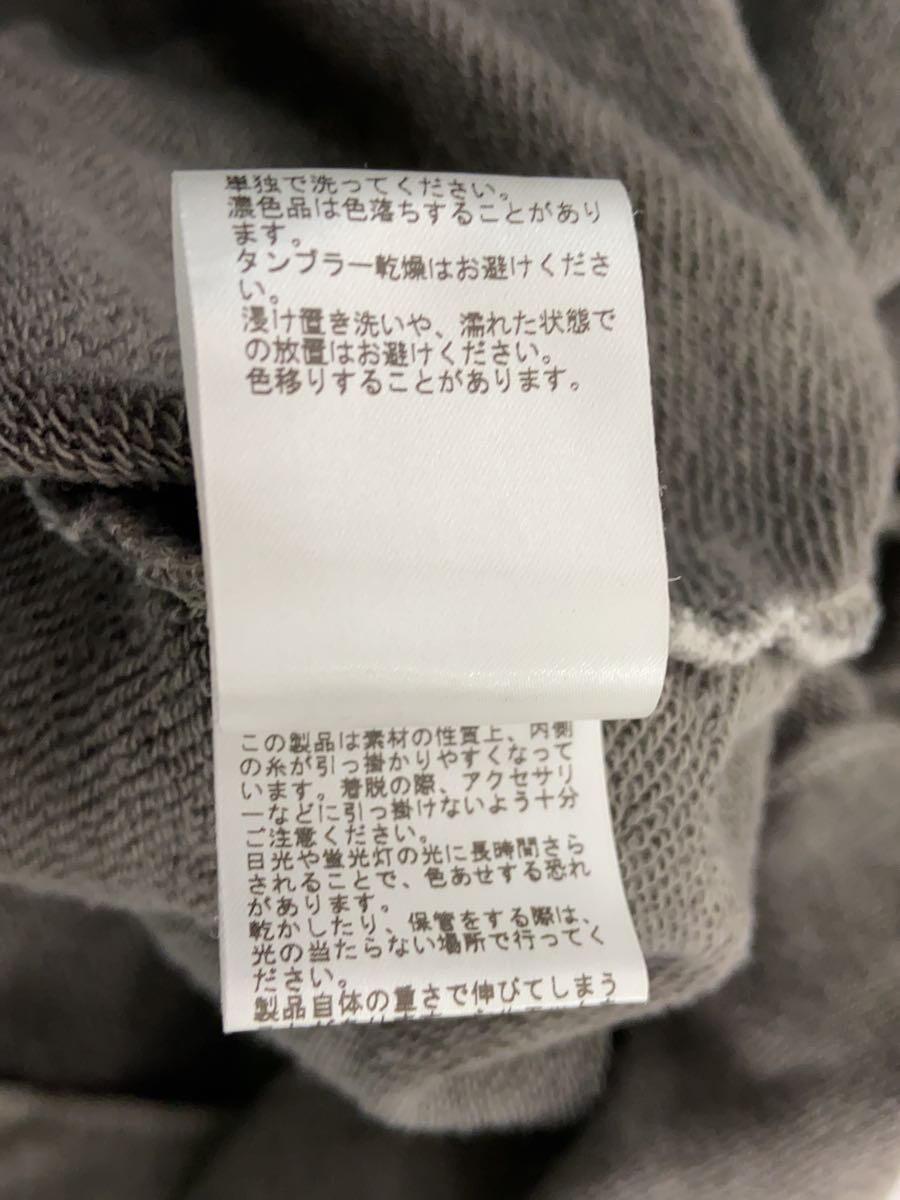 単独で洗ってください。
濃色品は色落ちすることがあり
ます。
タンブラー乾燥はお避けくださ
い。
浸け置き洗いや、濡れた状態で
の放置はお避けください。
色移りすることがあります。
この製品は素材の性質上、内側
の糸が引っ掛かりやすくなって
います。着脱の際、アクセサリ
ーなどに引っ掛けないよう十分
ご注意ください。
日光や蛍光灯の光に長時間さら
されることで、色あせする恐れ
があります。
乾かしたり、保管をする際は、
光の当たらない場所で行ってく
ださい。
製品自体の重さで伸びてしまう